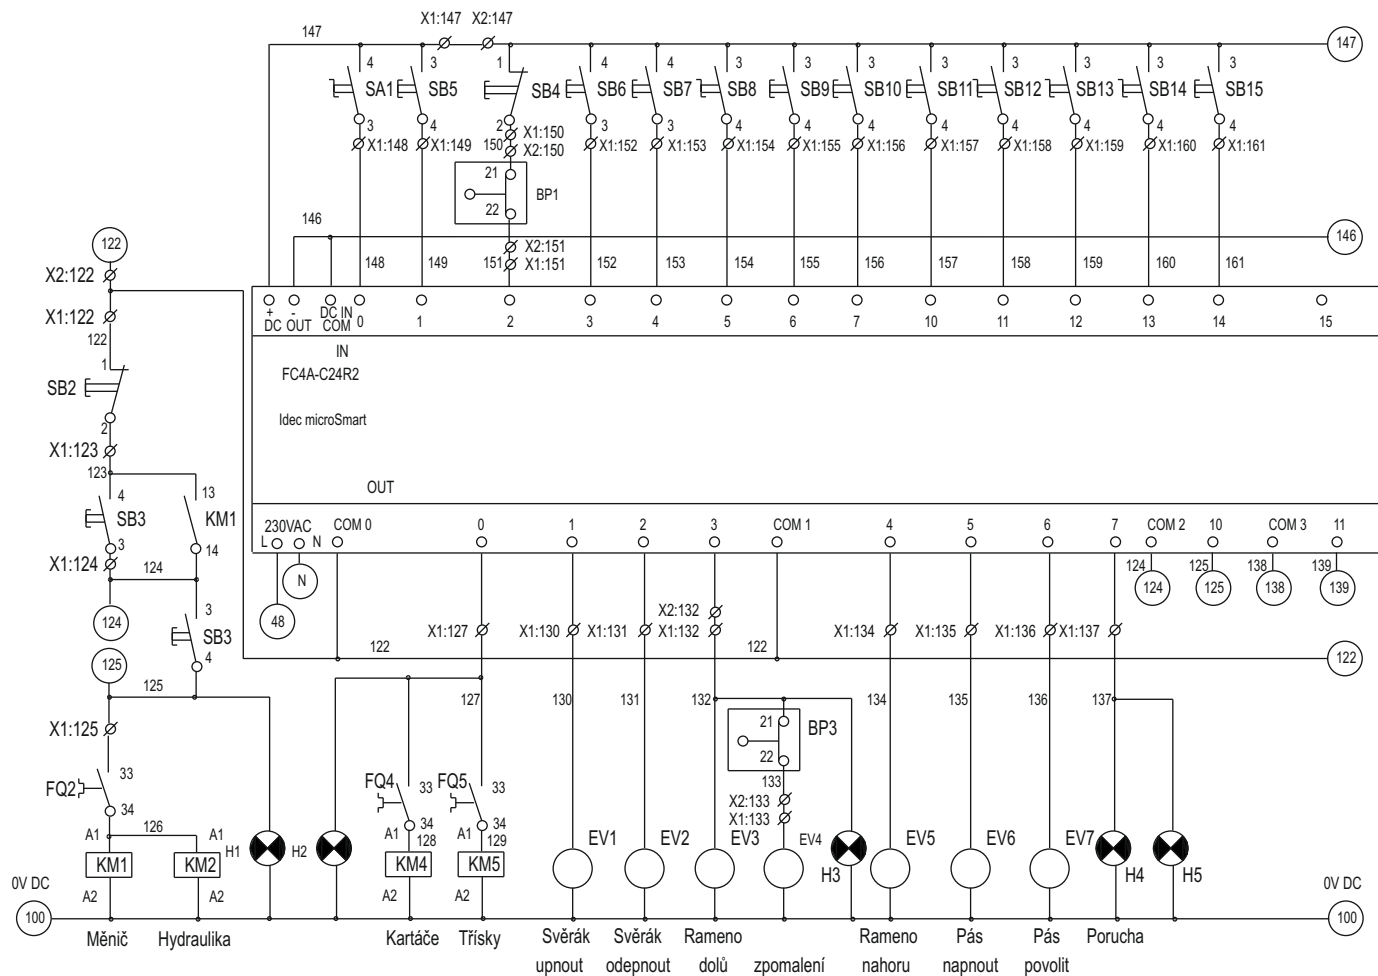 X1:147 X2:147
147 147
4 3 1 4 4 3 3 3 3 3 3 3 3
SA1 SB5 SB4 SB6 SB7 SB8 SB9 SB10 SB11 SB12 SB13 SB14 SB15
3 4 2 3 3 4 4 4 4 4 4 4 4
X1:150
X1:148 X1:149 150 X2:150 X1:152 X1:153 X1:154 X1:155 X1:156 X1:157 X1:158 X1:159 X1:160 X1:161
21
BP1
22
146 146
122
X2:151
148 149 151 X1:151 152 153 154 155 156 157 158 159 160 161
X2:122
X1:122
+ - DC IN
DC OUT COM 0 1 2 3 4 5 6 7 10 11 12 13 14 15
122
IN
1
FC4A-C24R2
SB2
Idec microSmart
2
X1:123
123
OUT
4 13
SB3 KM1
230VAC COM 0 0 1 2 3 COM 1 4 5 6 7 COM 2 10 COM 3 11
L N
3 14
X1:124
124
124 125 138 139
N 124 125 138 139
124 48
3
SB3
4
X2:132
X1:127 X1:130 X1:131 X1:132 X1:134 X1:135 X1:136 X1:137
122 122 122
125
125
127 130 131 132 134 135 136 137
X1:125
21 BP3
22
33 33 33
FQ2 FQ4 FQ5
133
34 34 34
X2:133
X1:133
A1 126 A1 A1 128 A1 129
H1 H2 EV1 EV2 EV3 EV4 EV5 EV6 EV7
KM1 KM2 KM4 KM5 H3 H4 H5
0V DC A2 A2 A2 A2 0V DC
100 100
Měnič Hydraulika Kartáče Třísky Svěrák Svěrák Rameno Rameno Pás Pás Porucha
upnout odepnout dolů zpomalení nahoru napnout povolit